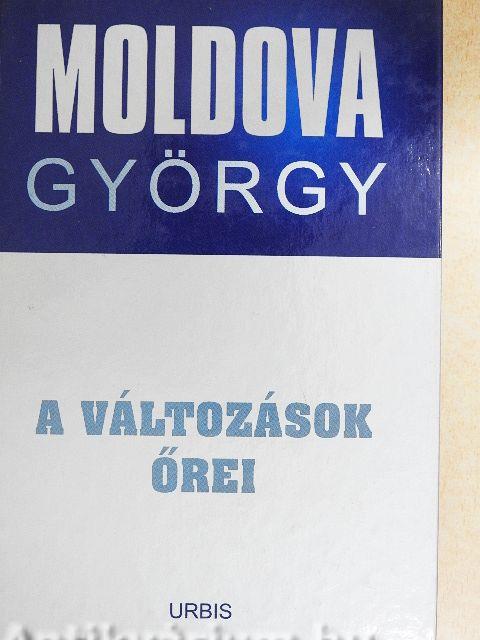 MOLDOVA
GYÖRGY
A VÁLTOZÁSOK
ŐREI
URBIS